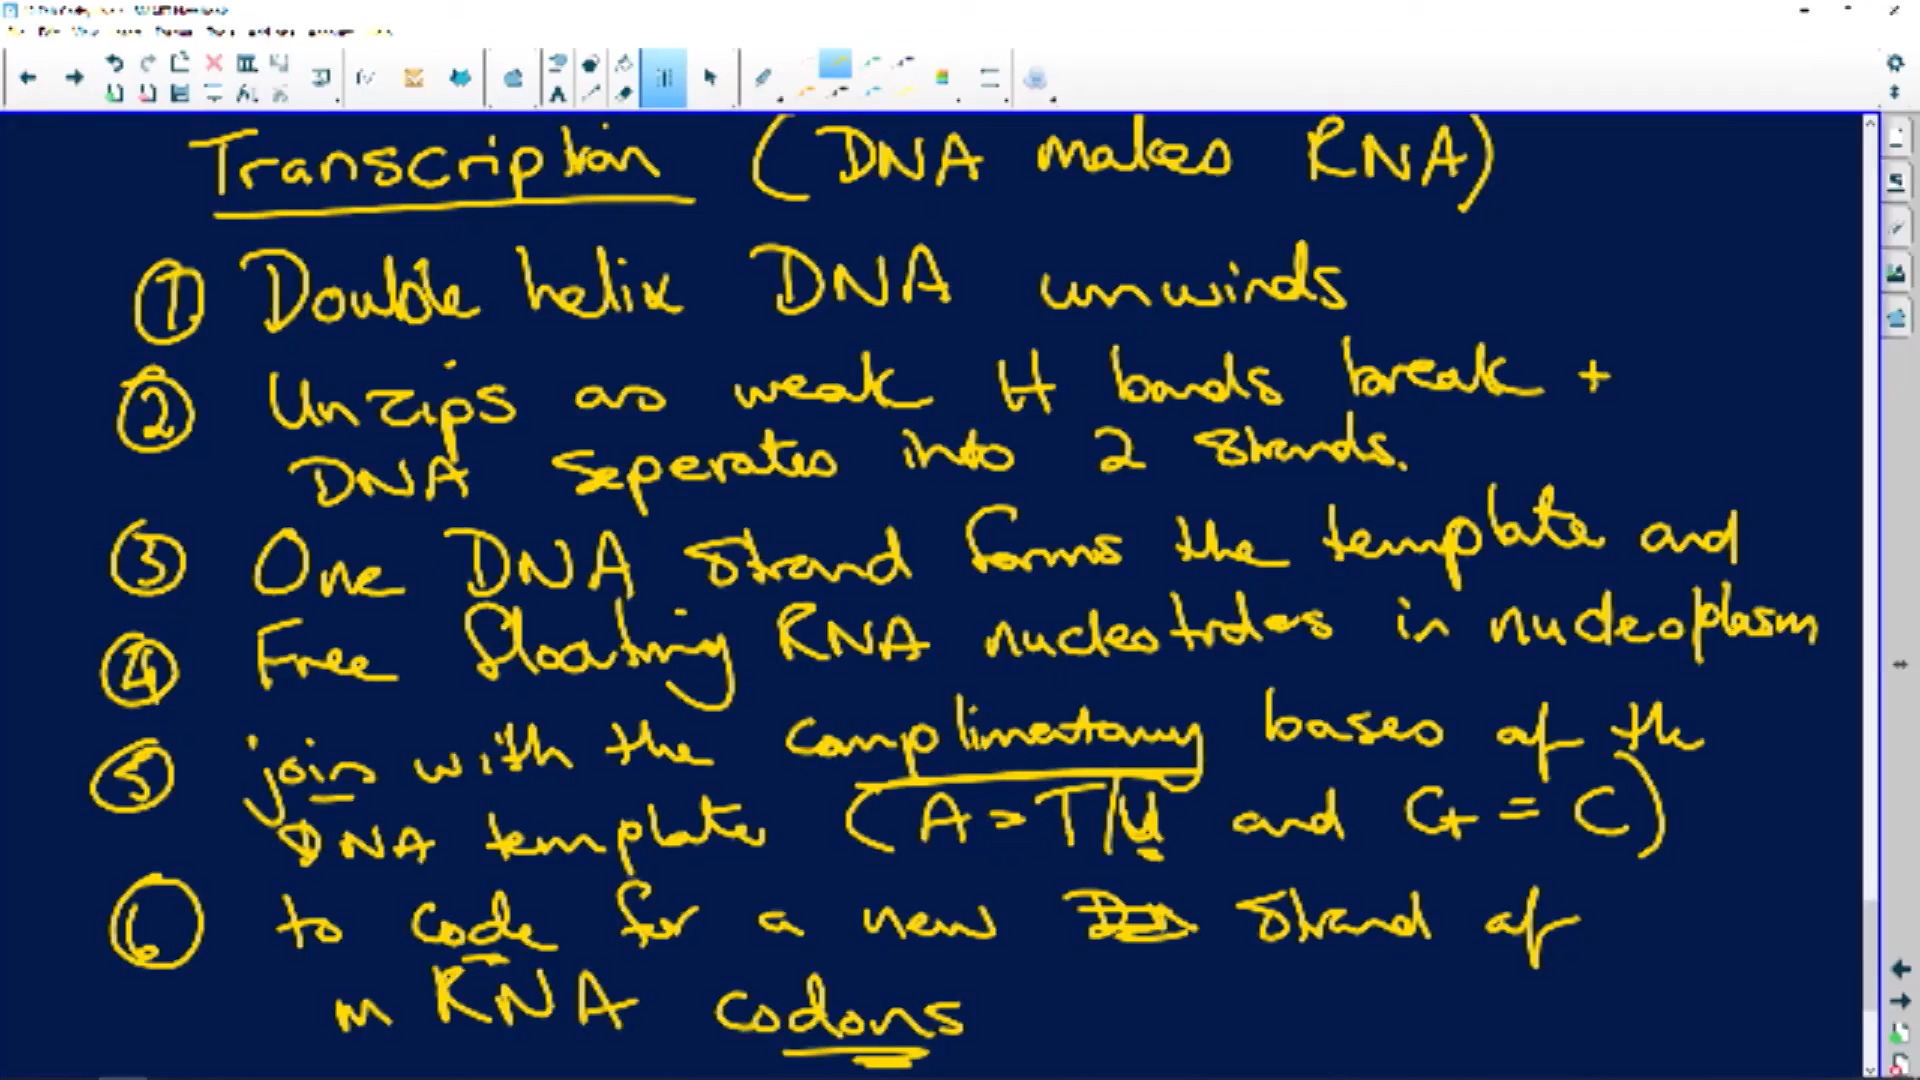 Transcription (DNA makes RNA)
① Double helix DNA unwinds
② Unzips as weak H bonds break +
DNA seperates into 2 strands.
③ One DNA strand forms the template and
④ Free floating RNA nucleotides in nucleoplasm
⑤ join with the complimentary bases of the
DNA template (A = T/U and G = C)
⑥ to code for a new strand of
mRNA codons